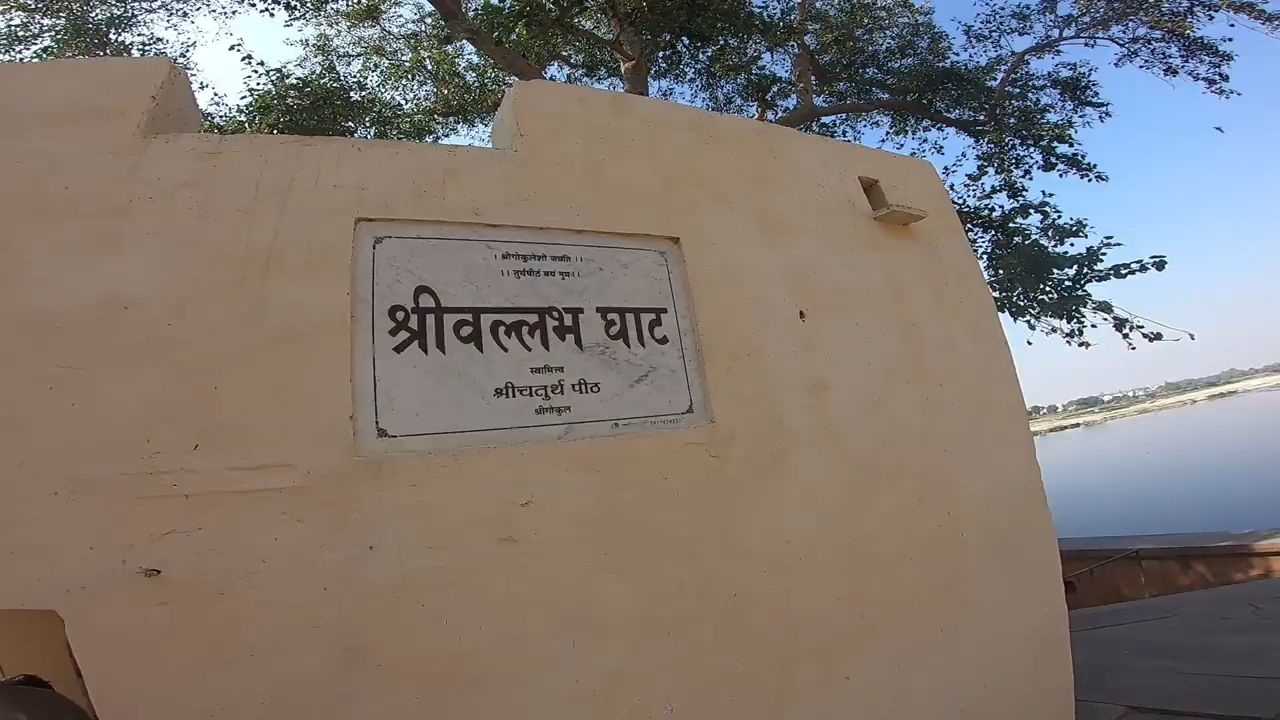 । श्रीगोकुलेशो जयति ।।
।। तुर्यपीठं वयं नुमः ।।
श्रीवल्लभ घाट
स्वामित्व
श्रीचतुर्थ पीठ
श्रीगोकुल